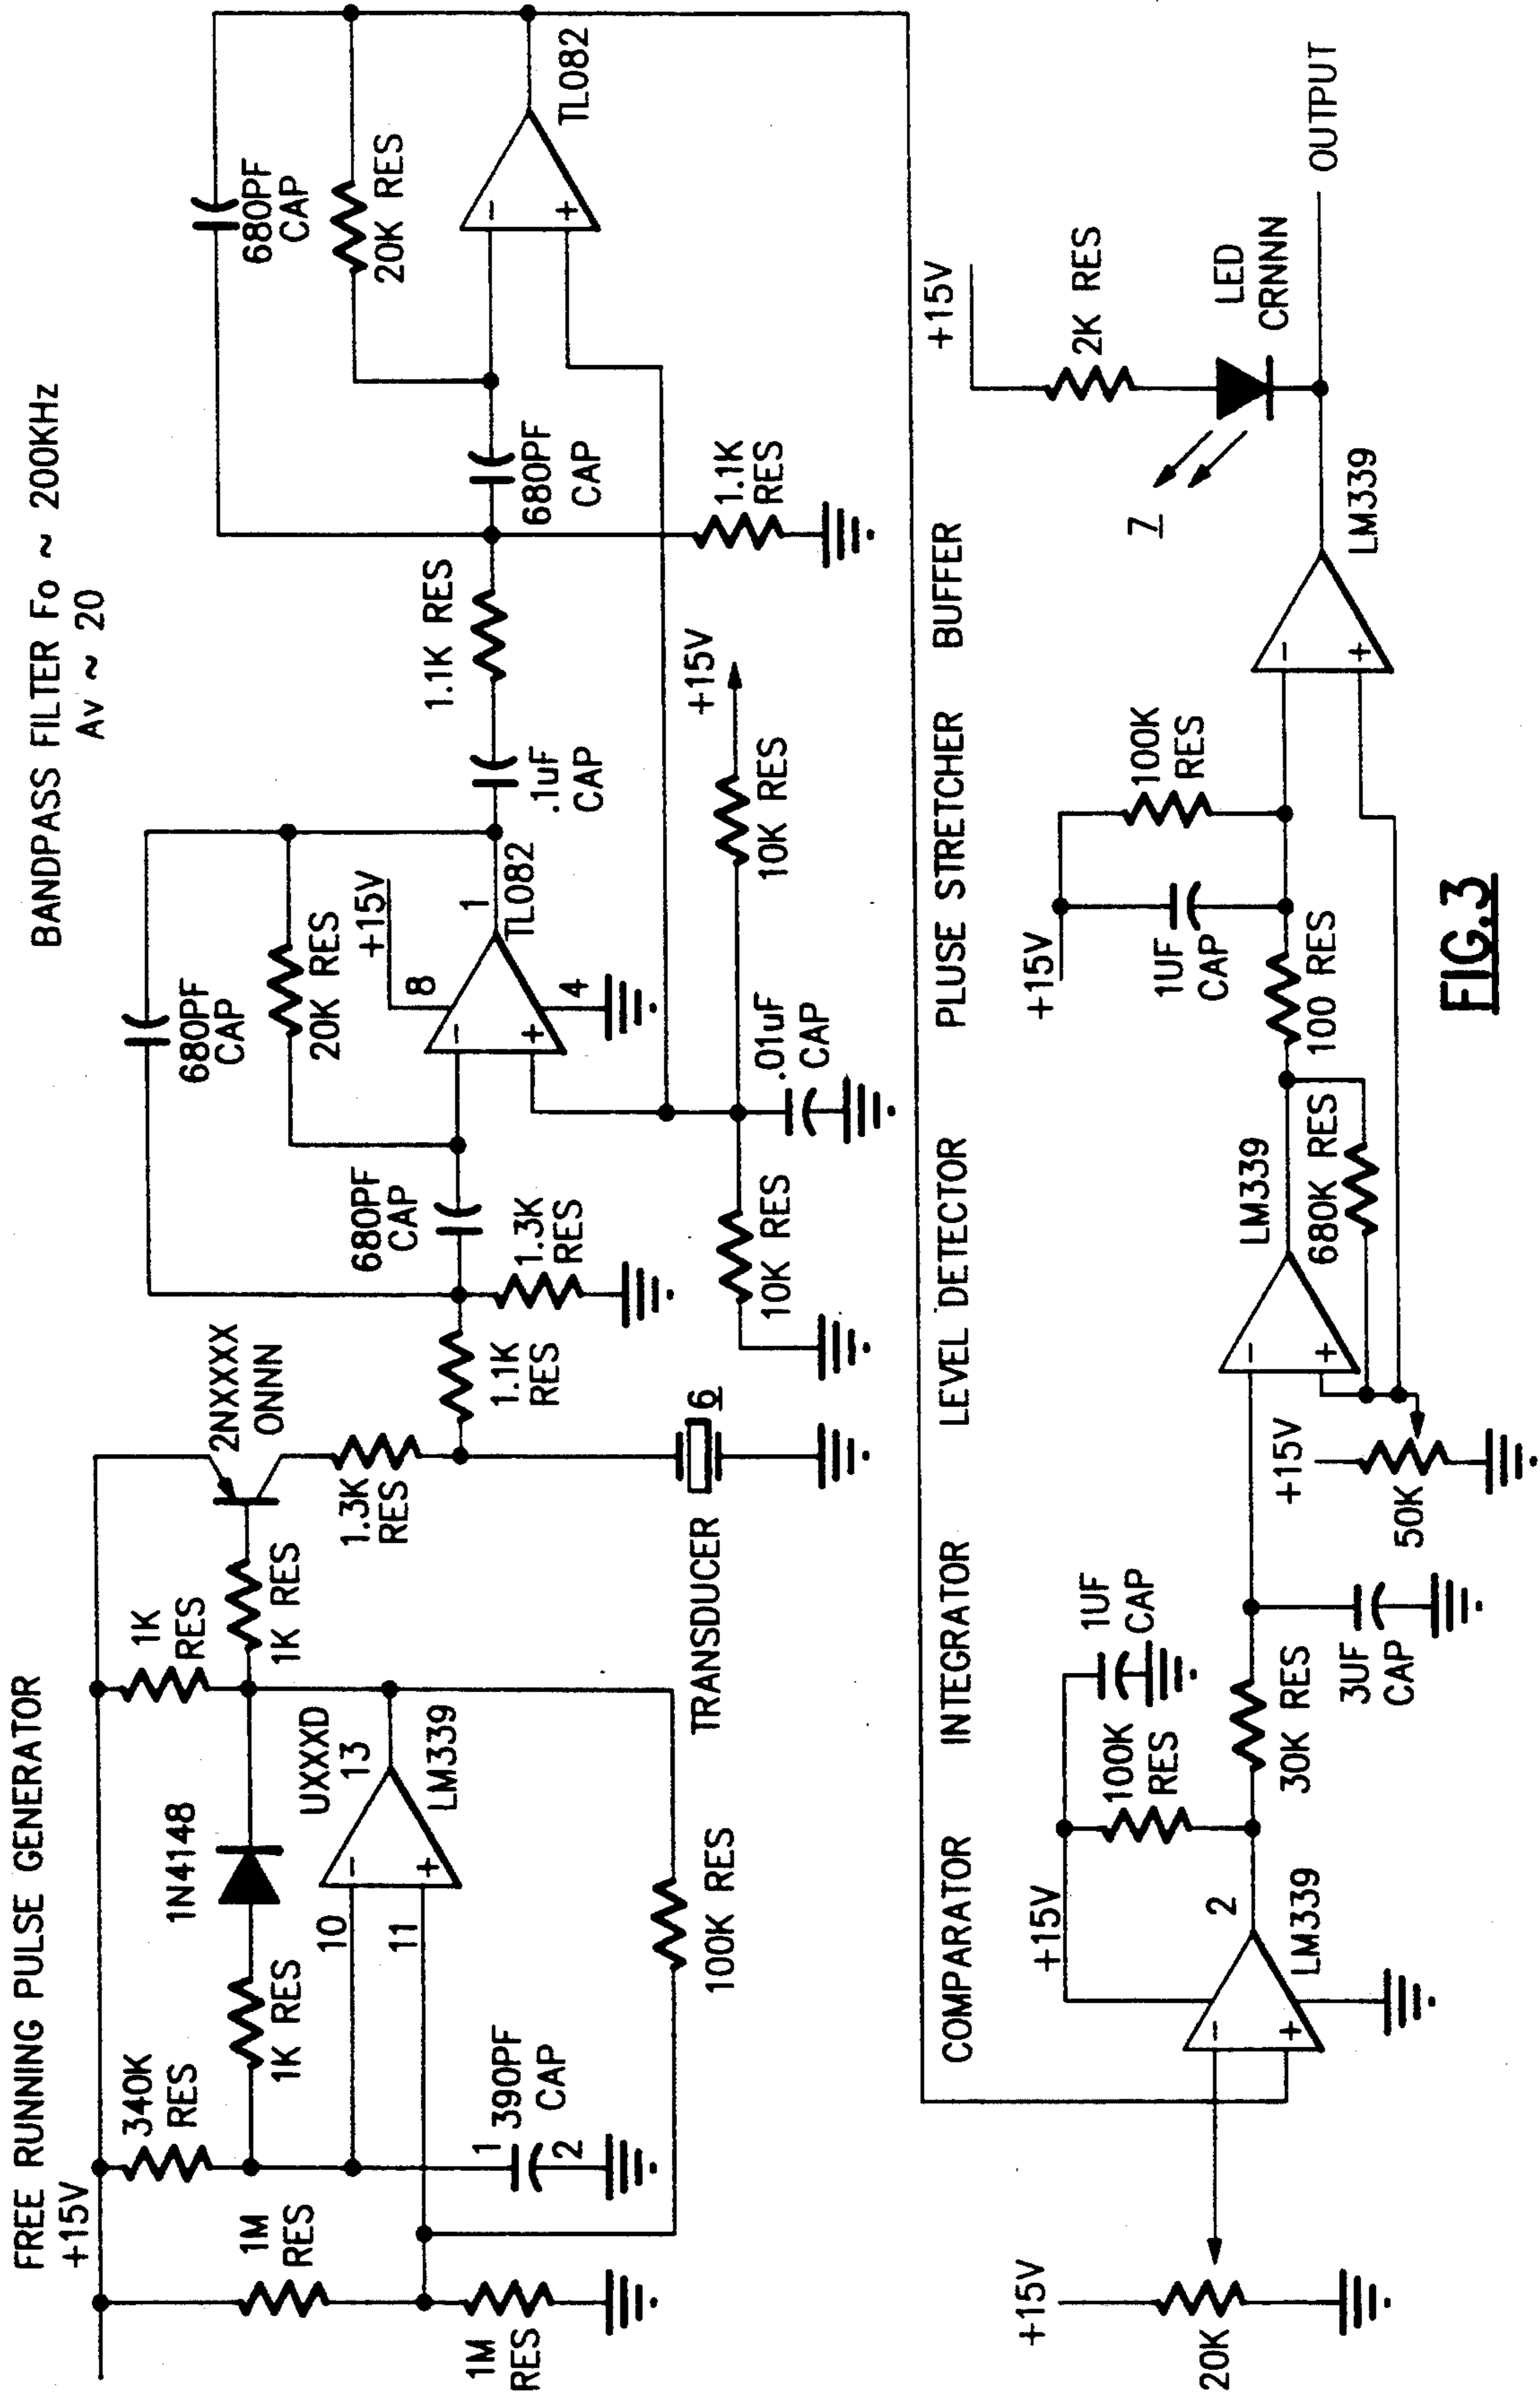 FREE RUNNING PULSE GENERATOR
+15V
1M
RES
1M
RES
340K
RES
1K RES
1N4148
390PF
CAP
1
2
10
11
UXXXD
13
LM339
100K RES
1K
RES
1K RES
2NXXXX
ONNN
1.3K
RES
TRANSDUCER
6
BANDPASS FILTER Fo ~ 200KHz
Av ~ 20
1.1K
RES
1.3K
RES
680PF
CAP
680PF
CAP
20K RES
+15V
8
1
4
TL082
10K RES
.01uF
CAP
10K RES
+15V
.1uF
CAP
1.1K RES
680PF
CAP
1.1K
RES
680PF
CAP
20K RES
TL082
COMPARATOR
INTEGRATOR
LEVEL DETECTOR
PLUSE STRETCHER
BUFFER
+15V
20K
+15V
2
LM339
100K
RES
1UF
CAP
30K RES
3UF
CAP
+15V
50K
LM339
680K RES
100 RES
+15V
1UF
CAP
100K
RES
LM339
+15V
2K RES
LED
CRNNN
7
OUTPUT
FIG.3